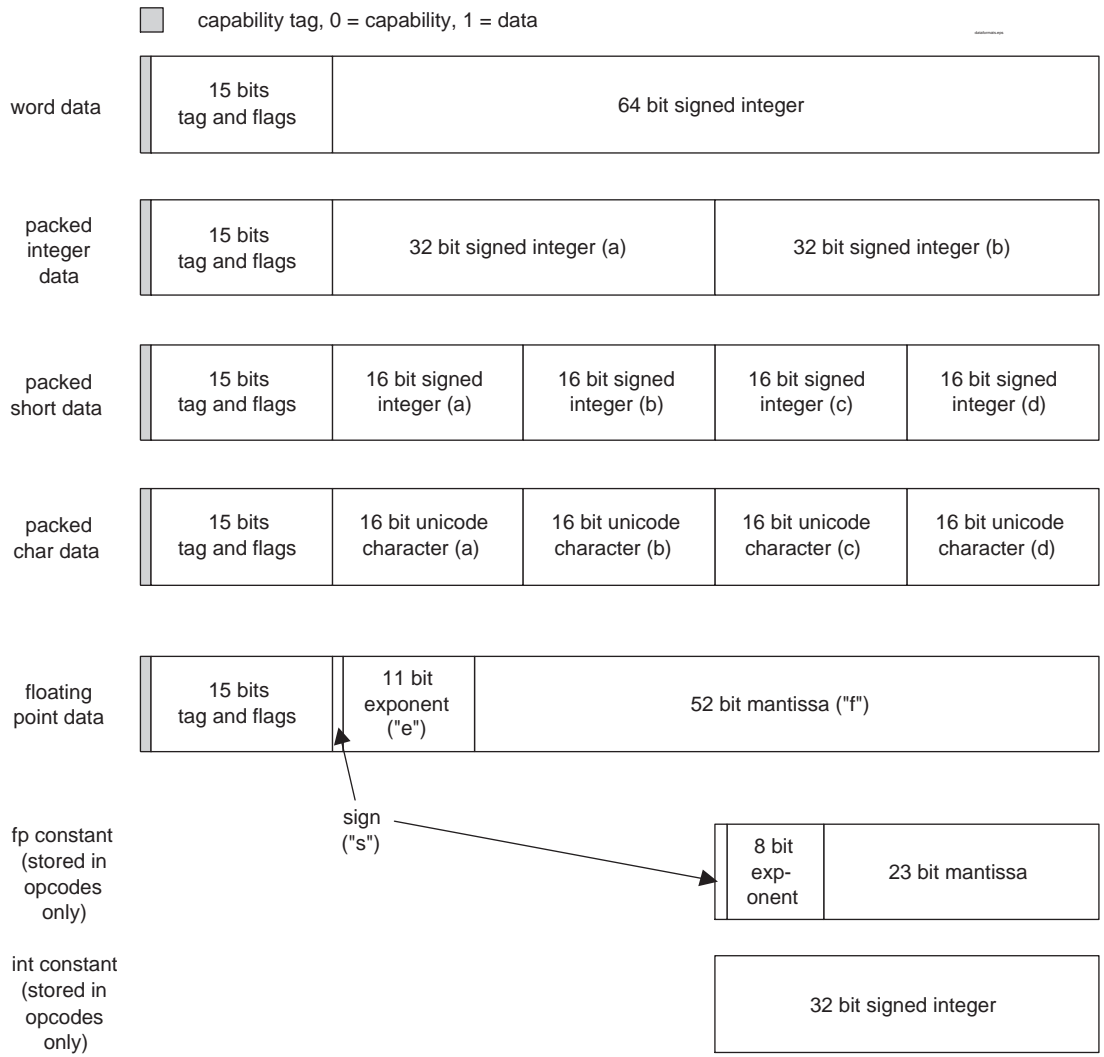 capability tag, 0 = capability, 1 = data
dataformats.eps
word data
15 bits
tag and flags
64 bit signed integer
packed
integer
data
15 bits
tag and flags
32 bit signed integer (a)
32 bit signed integer (b)
packed
short data
15 bits
tag and flags
16 bit signed
integer (a)
16 bit signed
integer (b)
16 bit signed
integer (c)
16 bit signed
integer (d)
packed
char data
15 bits
tag and flags
16 bit unicode
character (a)
16 bit unicode
character (b)
16 bit unicode
character (c)
16 bit unicode
character (d)
floating
point data
15 bits
tag and flags
11 bit
exponent
("e")
52 bit mantissa ("f")
sign
("s")
fp constant
(stored in
opcodes
only)
8 bit
exp-
onent
23 bit mantissa
int constant
(stored in
opcodes
only)
32 bit signed integer